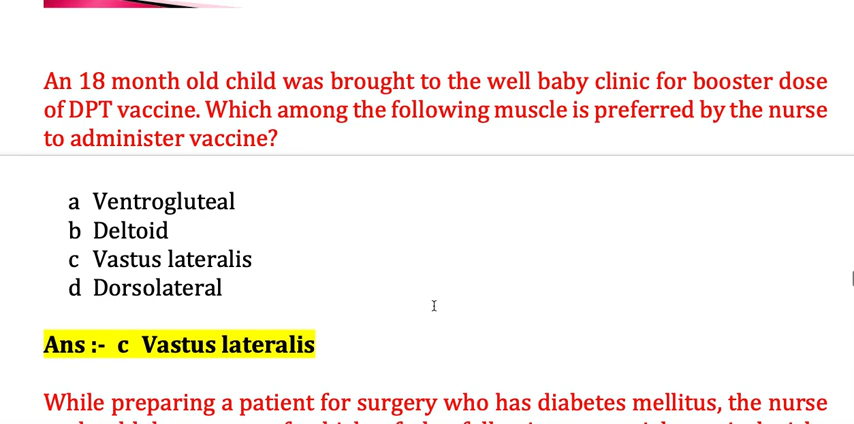 An 18 month old child was brought to the well baby clinic for booster dose
of DPT vaccine. Which among the following muscle is preferred by the nurse
to administer vaccine?
a Ventrogluteal
b Deltoid
c Vastus lateralis
d Dorsolateral
Ans :- c Vastus lateralis
While preparing a patient for surgery who has diabetes mellitus, the nurse